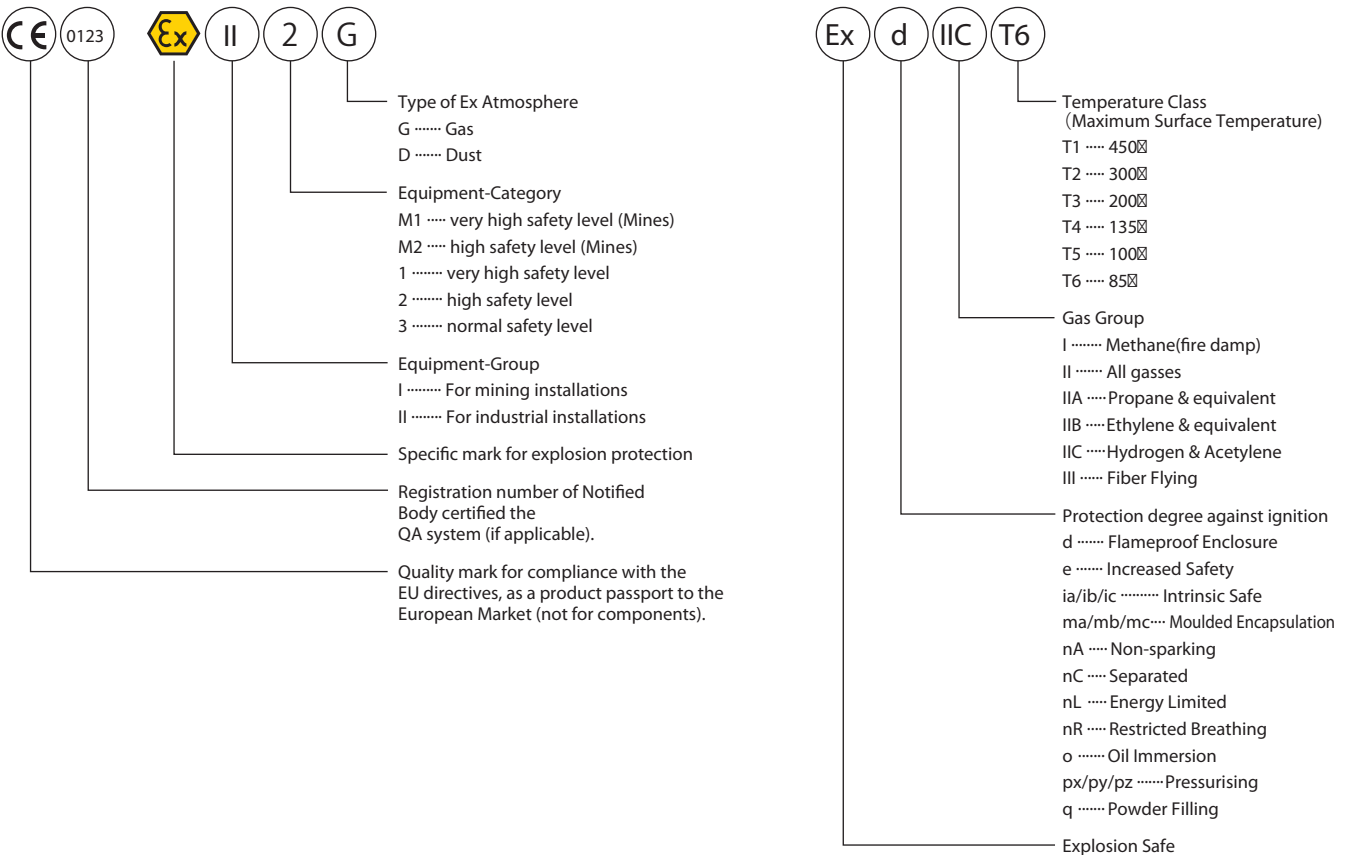 CE 0123 Ex II 2 G
Type of Ex Atmosphere
G ······· Gas
D ······· Dust
Equipment-Category
M1 ····· very high safety level (Mines)
M2 ····· high safety level (Mines)
1 ········ very high safety level
2 ········ high safety level
3 ········ normal safety level
Equipment-Group
I ········· For mining installations
II ········ For industrial installations
Specific mark for explosion protection
Registration number of Notified
Body certified the
QA system (if applicable).
Quality mark for compliance with the
EU directives, as a product passport to the
European Market (not for components).
Ex d IIC T6
Temperature Class
(Maximum Surface Temperature)
T1 ····· 450
T2 ····· 300
T3 ····· 200
T4 ····· 135
T5 ····· 100
T6 ····· 85
Gas Group
I ········ Methane(fire damp)
II ······· All gasses
IIA ·····Propane & equivalent
IIB ·····Ethylene & equivalent
IIC ·····Hydrogen & Acetylene
III ······ Fiber Flying
Protection degree against ignition
d ······· Flameproof Enclosure
e ······· Increased Safety
ia/ib/ic ·········· Intrinsic Safe
ma/mb/mc···· Moulded Encapsulation
nA ····· Non-sparking
nC ····· Separated
nL ····· Energy Limited
nR ····· Restricted Breathing
o ······· Oil Immersion
px/py/pz ······· Pressurising
q ······· Powder Filling
Explosion Safe